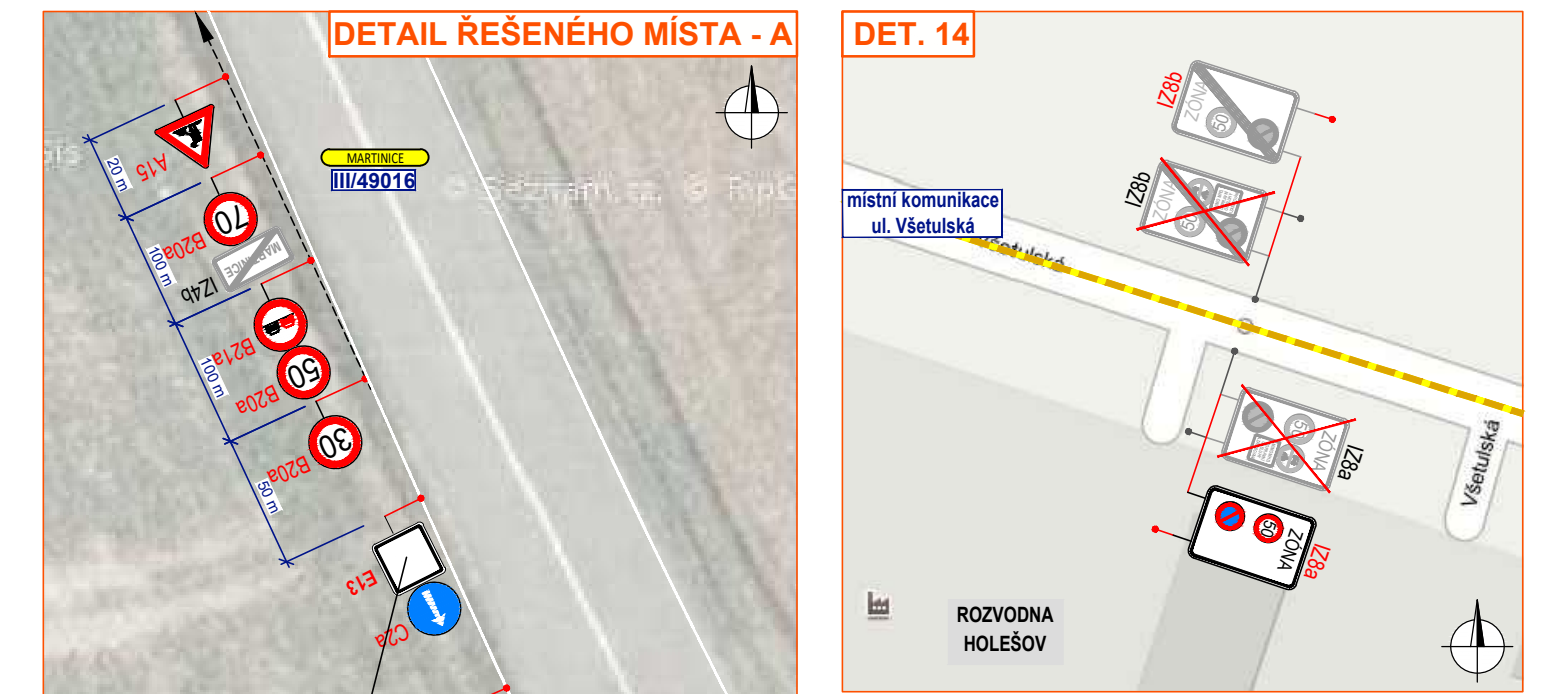 DETAIL ŘEŠENÉHO MÍSTA - A
MARTINICE
III/49016
20 m
A15
70
B20a
100 m
MARTINICE
IZ4b
B21a
100 m
50
B20a
30
B20a
50 m
E13
C2a
DET. 14
IZ8b
ZÓNA
50
IZ8b
ZÓNA
50
místní komunikace
ul. Všetulská
Všetulská
50
ZÓNA
IZ8a
Všetulská
50
ZÓNA
IZ8a
ROZVODNA
HOLEŠOV